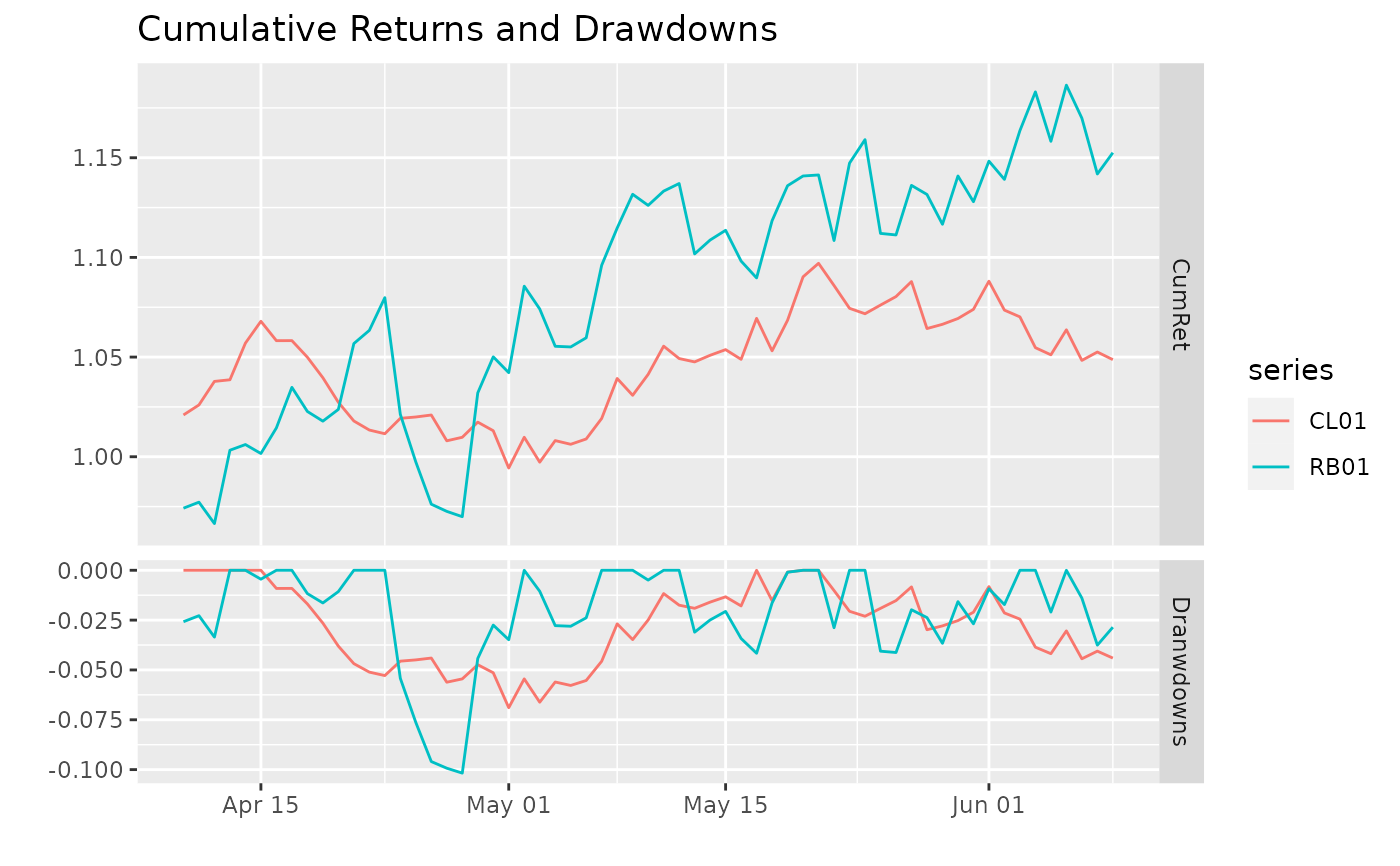 Cumulative Returns and Drawdowns
1.15
1.10
1.05
1.00
CumRet
0.000
-0.025
-0.050
-0.075
-0.100
Dranwdowns
Apr 15
May 01
May 15
Jun 01
series
CL01
RB01